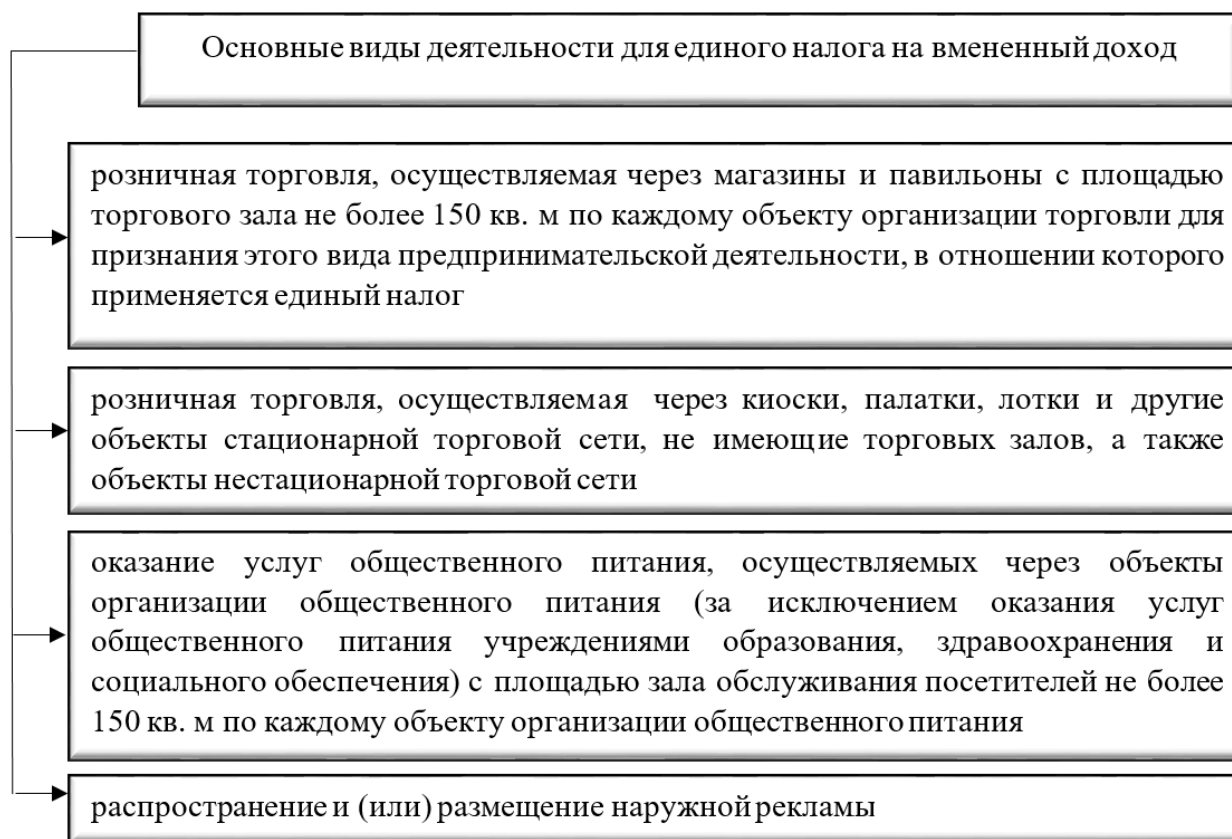 Основные виды деятельности для единого налога на вмененный доход
розничная торговля, осуществляемая через магазины и павильоны с площадью
торгового зала не более 150 кв. м по каждому объекту организации торговли для
признания этого вида предпринимательской деятельности, в отношении которого
применяется единый налог
розничная торговля, осуществляемая через киоски, палатки, лотки и другие
объекты стационарной торговой сети, не имеющие торговых залов, а также
объекты нестационарной торговой сети
оказание услуг общественного питания, осуществляемых через объекты
организации общественного питания (за исключением оказания услуг
общественного питания учреждениями образования, здравоохранения и
социального обеспечения) с площадью зала обслуживания посетителей не более
150 кв. м по каждому объекту организации общественного питания
распространение и (или) размещение наружной рекламы